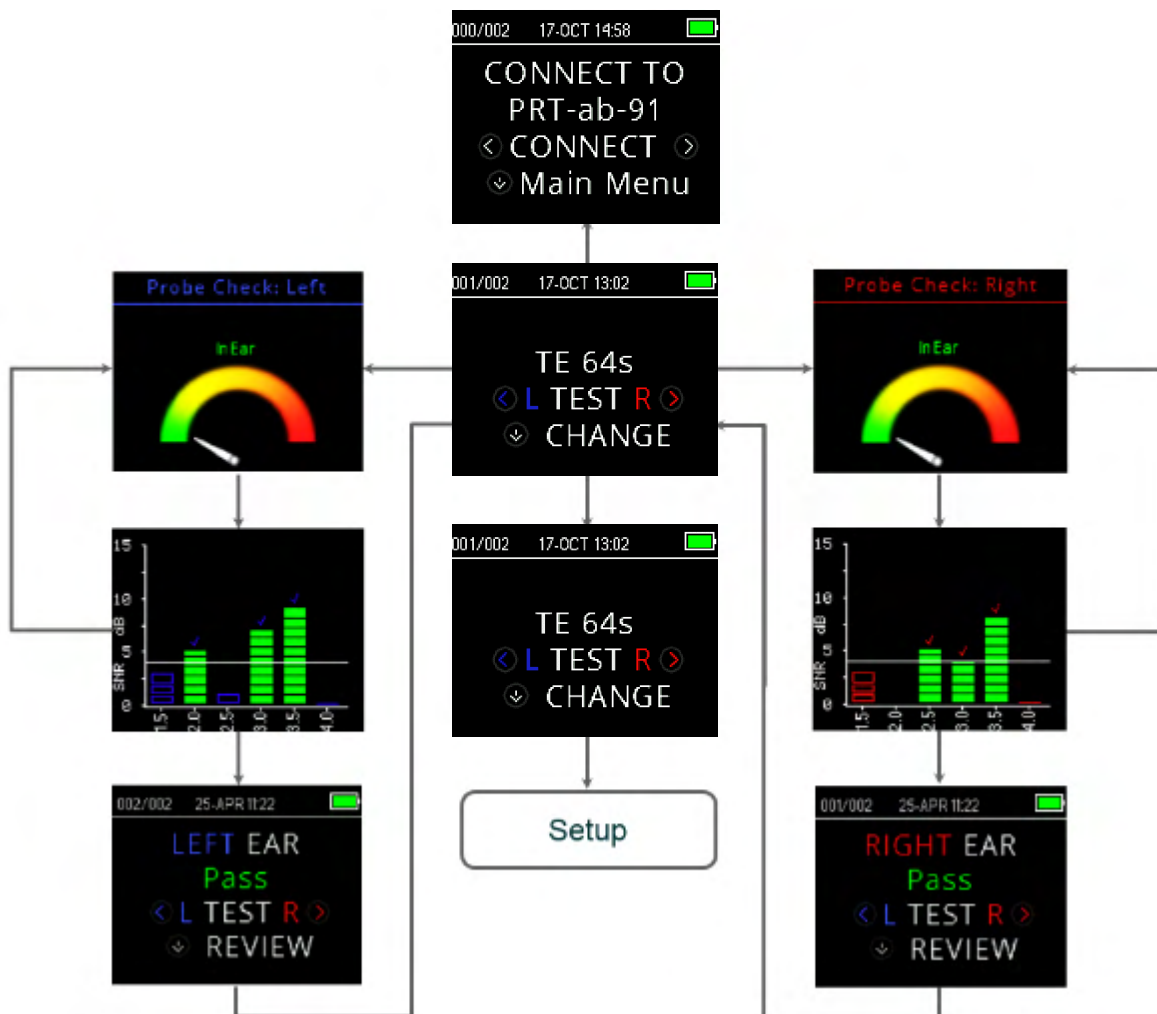 000/002 17-OCT 14:58
CONNECT TO
PRT-ab-91
CONNECT
Main Menu
Probe Check: Left
In Ear
001/002 17-OCT 13:02
TE 64s
L TEST R
CHANGE
Probe Check: Right
In Ear
15
10
5
0
SNR dB
1.5 2.0 2.5 3.0 3.5 4.0
001/002 17-OCT 13:02
TE 64s
L TEST R
CHANGE
15
10
5
0
SNR dB
1.5 2.0 2.5 3.0 3.5 4.0
002/002 25-APR 11:22
LEFT EAR
Pass
L TEST R
REVIEW
Setup
001/002 25-APR 11:22
RIGHT EAR
Pass
L TEST R
REVIEW